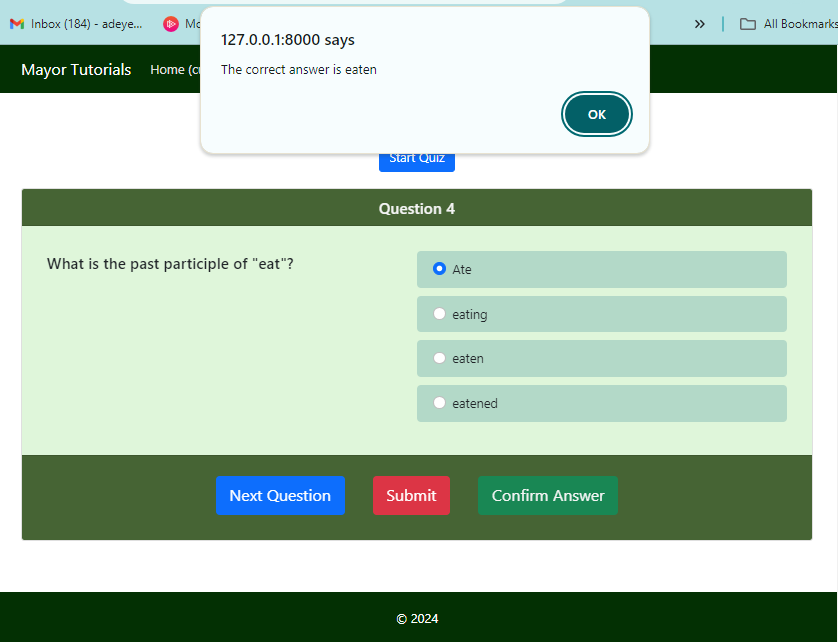 Inbox (184) - adeye...
»
All Bookmarks
127.0.0.1:8000 says
The correct answer is eaten
OK
Mayor Tutorials
Home
Start Quiz
Question 4
What is the past participle of "eat"?
Ate
eating
eaten
eatened
Next Question
Submit
Confirm Answer
© 2024